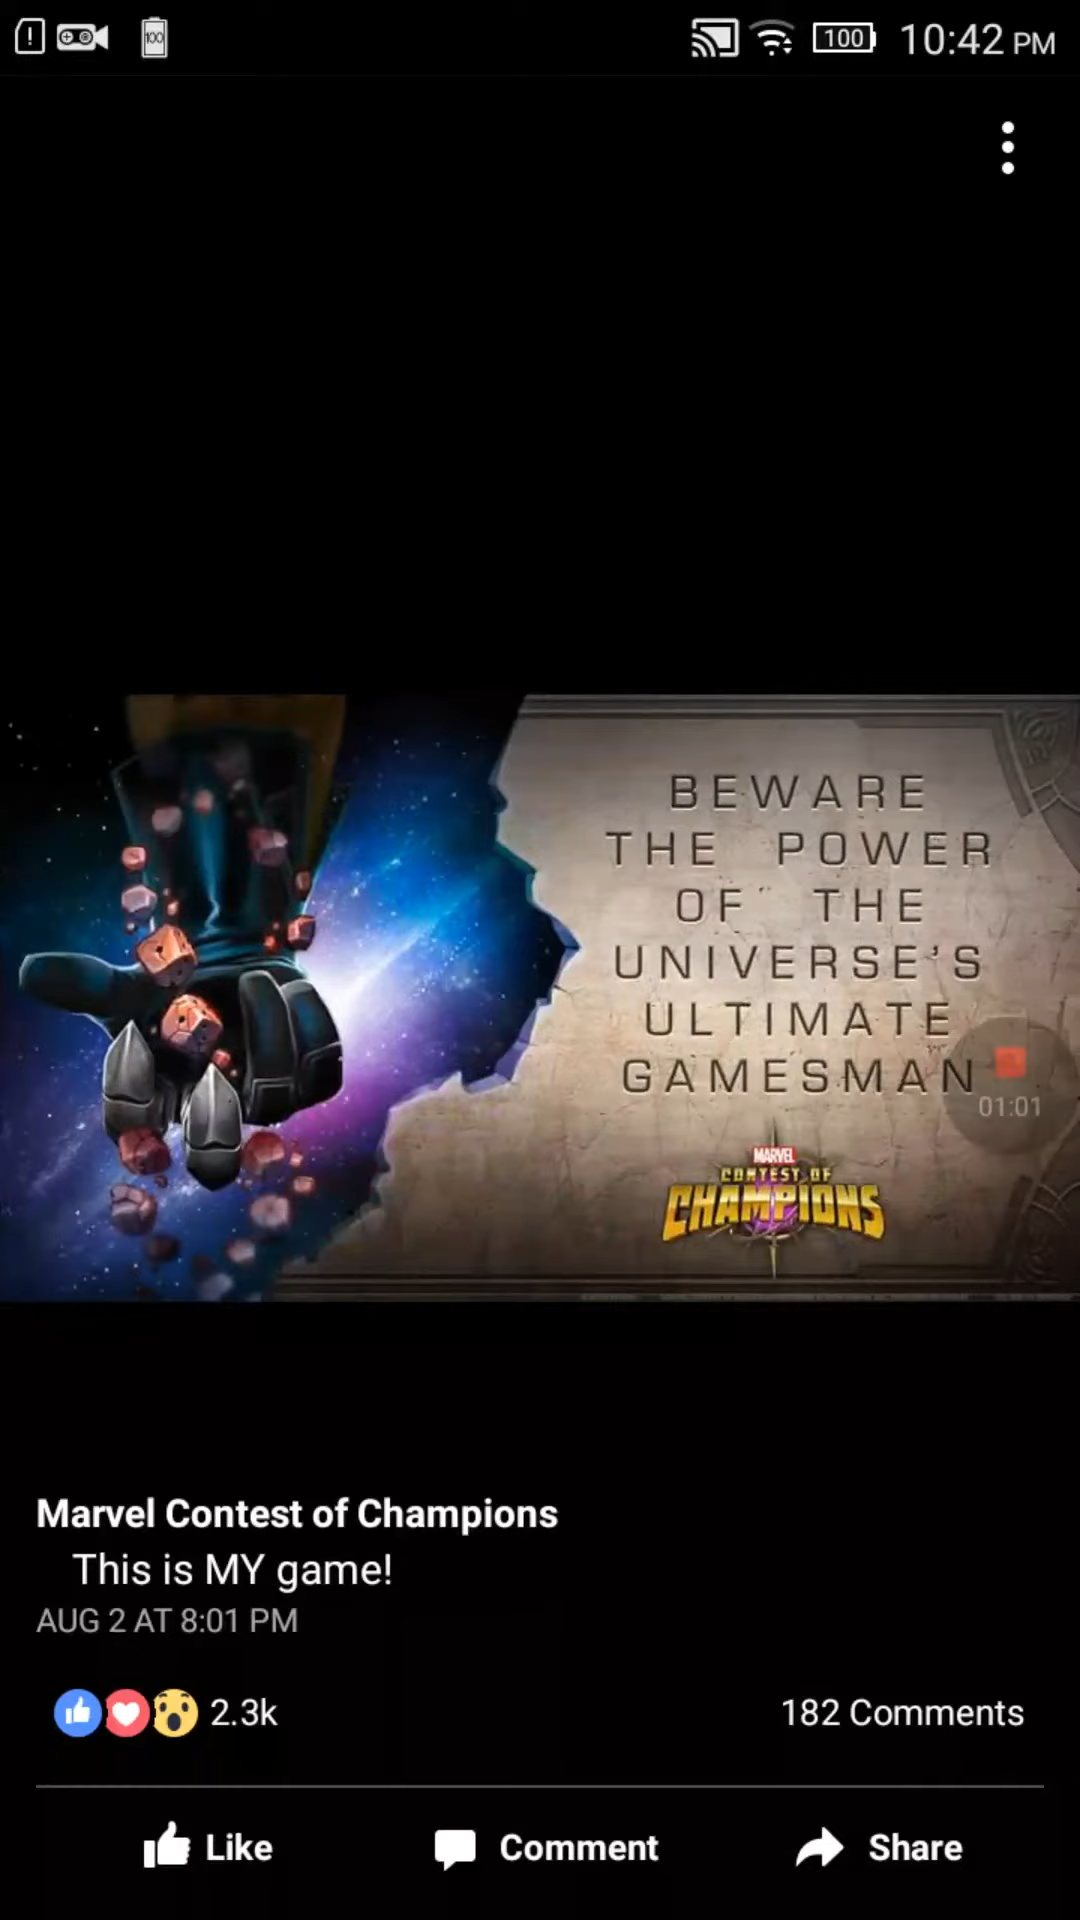 100
100
10:42 PM
BEWARE
THE POWER
OF THE
UNIVERSE'S
ULTIMATE
GAMESMAN
01:01
MARVEL
CONTEST OF
CHAMPIONS
Marvel Contest of Champions
This is MY game!
AUG 2 AT 8:01 PM
2.3k
182 Comments
Like
Comment
Share